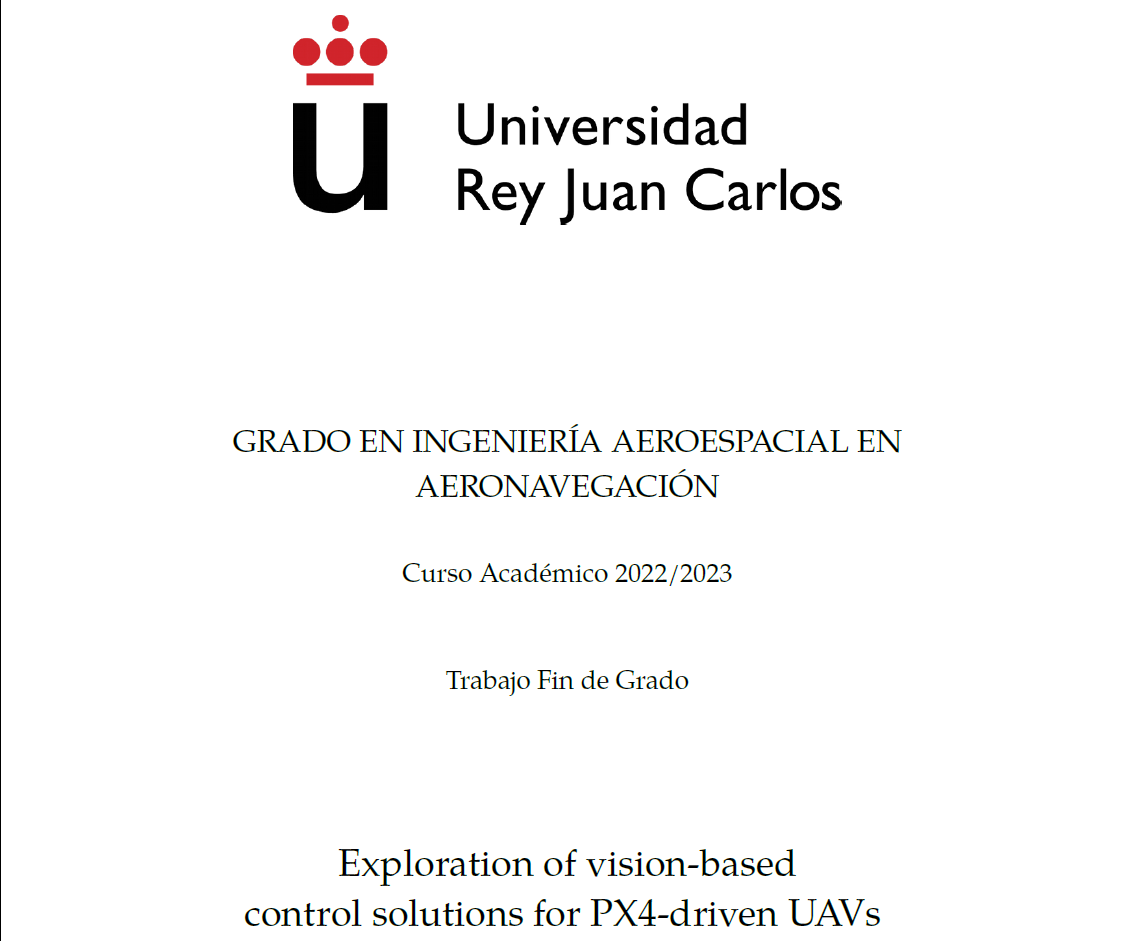 u
Universidad
Rey Juan Carlos
GRADO EN INGENIERÍA AEROESPACIAL EN
AERONAVEGACIÓN
Curso Académico 2022/2023
Trabajo Fin de Grado
Exploration of vision-based
control solutions for PX4-driven UAVs